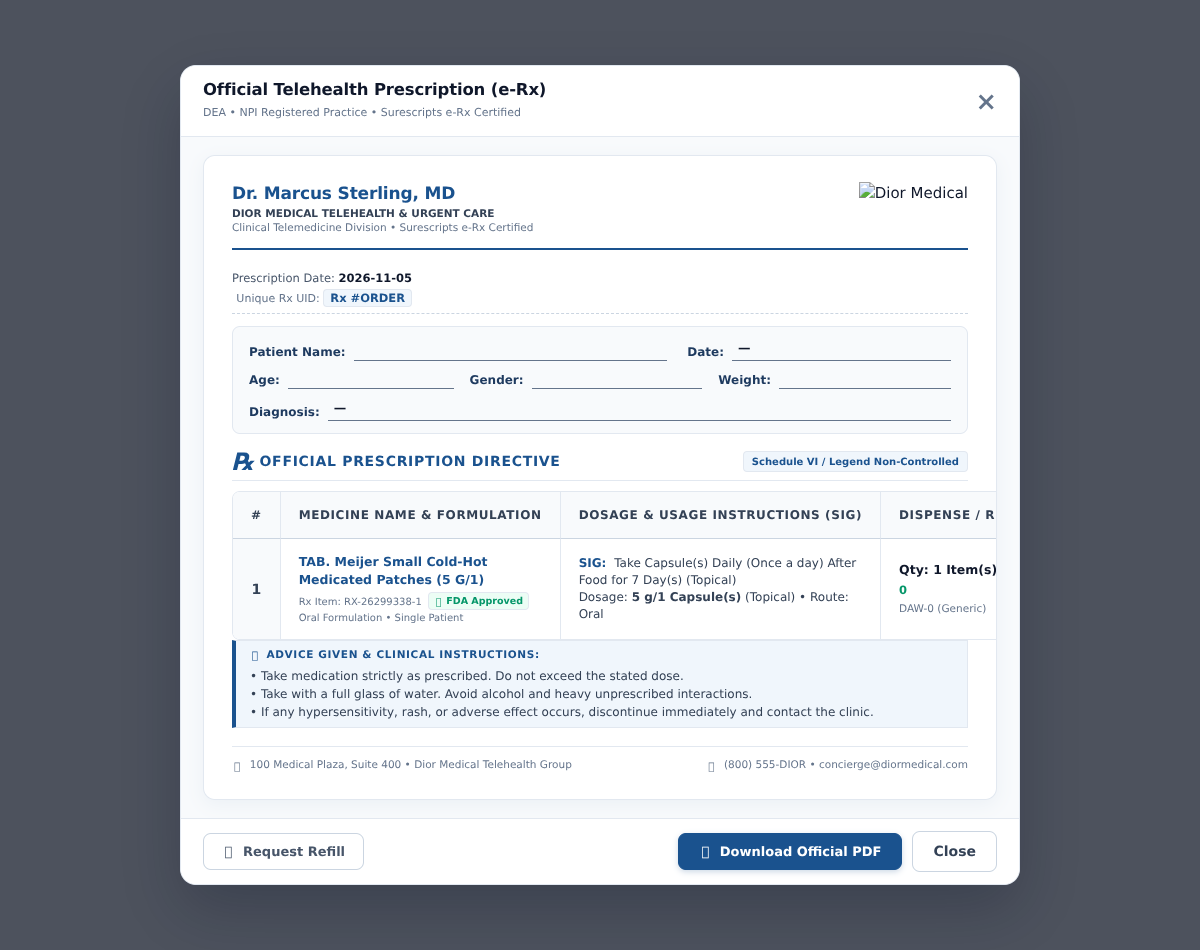 Official Telehealth Prescription (e-Rx)
DEA • NPI Registered Practice • Surescripts e-Rx Certified
×
Dr. Marcus Sterling, MD
Dior Medical
DIOR MEDICAL TELEHEALTH & URGENT CARE
Clinical Telemedicine Division • Surescripts e-Rx Certified
Prescription Date: 2026-11-05
Unique Rx UID: Rx #ORDER
Patient Name: Date: —
Age: Gender: Weight:
Diagnosis: —
℞ OFFICIAL PRESCRIPTION DIRECTIVE
Schedule VI / Legend Non-Controlled
# MEDICINE NAME & FORMULATION DOSAGE & USAGE INSTRUCTIONS (SIG) DISPENSE / R
1
TAB. Meijer Small Cold-Hot
Medicated Patches (5 G/1)
Rx Item: RX-26299338-1 FDA Approved
Oral Formulation • Single Patient
SIG: Take Capsule(s) Daily (Once a day) After
Food for 7 Day(s) (Topical)
Dosage: 5 g/1 Capsule(s) (Topical) • Route:
Oral
Qty: 1 Item(s)
0
DAW-0 (Generic)
ADVICE GIVEN & CLINICAL INSTRUCTIONS:
• Take medication strictly as prescribed. Do not exceed the stated dose.
• Take with a full glass of water. Avoid alcohol and heavy unprescribed interactions.
• If any hypersensitivity, rash, or adverse effect occurs, discontinue immediately and contact the clinic.
100 Medical Plaza, Suite 400 • Dior Medical Telehealth Group
(800) 555-DIOR • concierge@diormedical.com
Request Refill
Download Official PDF
Close